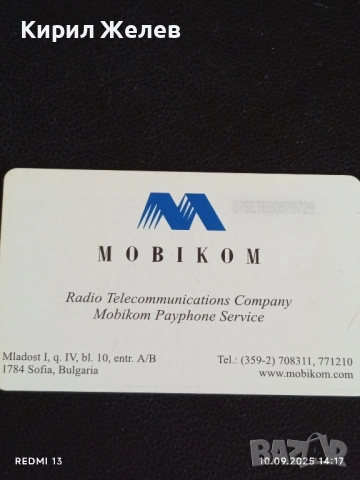 Кирил Желев
MOBIKOM
Radio Telecommunications Company
Mobikom Payphone Service
Mladost I, q. IV, bl. 10, entr. A/B
1784 Sofia, Bulgaria
Tel.: (359-2) 708311, 771210
www.mobikom.com
REDMI 13
10.09.2025 14:17
bazar